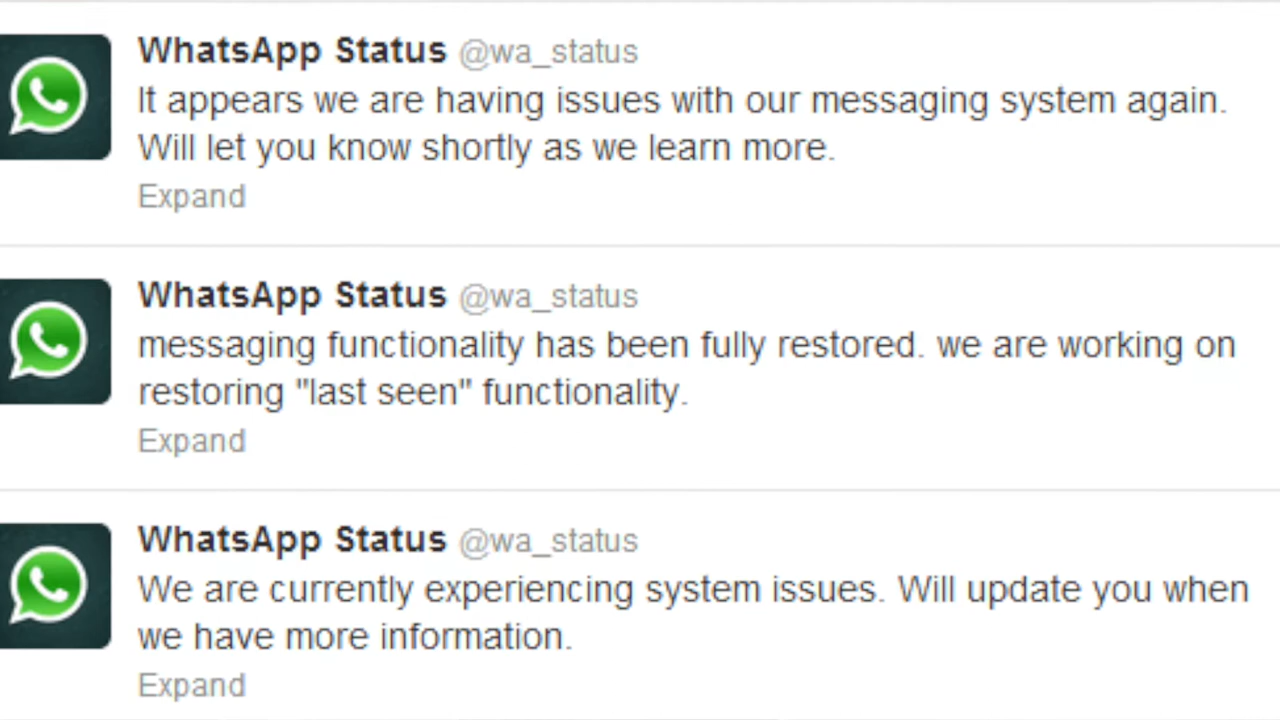 WhatsApp Status @wa_status
It appears we are having issues with our messaging system again.
Will let you know shortly as we learn more.
Expand
WhatsApp Status @wa_status
messaging functionality has been fully restored. we are working on
restoring "last seen" functionality.
Expand
WhatsApp Status @wa_status
We are currently experiencing system issues. Will update you when
we have more information.
Expand